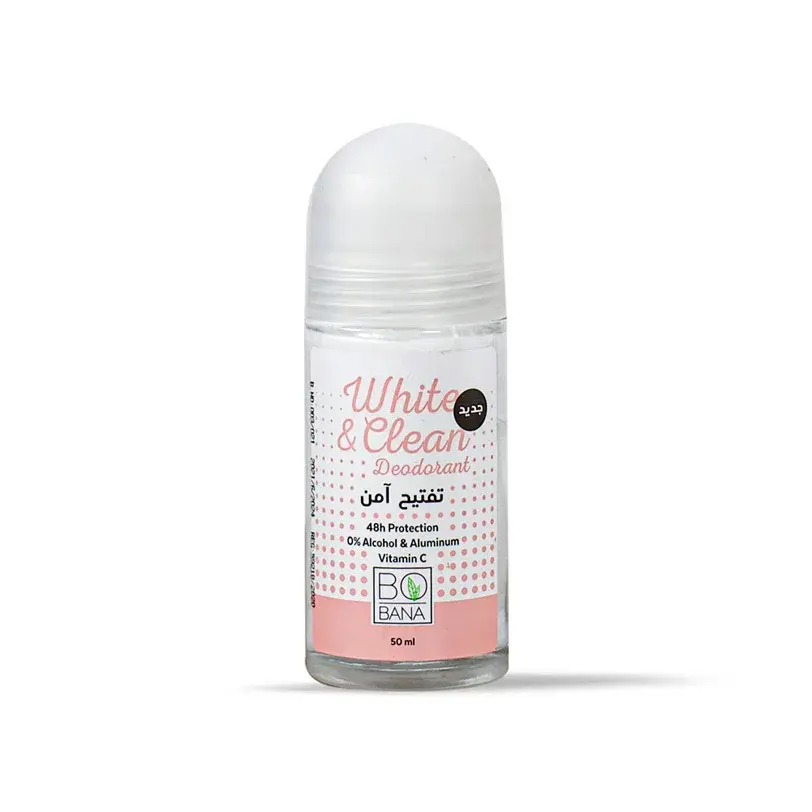 White
جديد
& Clean
Deodorant
تفتيح آمن
48h Protection
0% Alcohol & Aluminum
Vitamin C
BO
BANA
50 ml